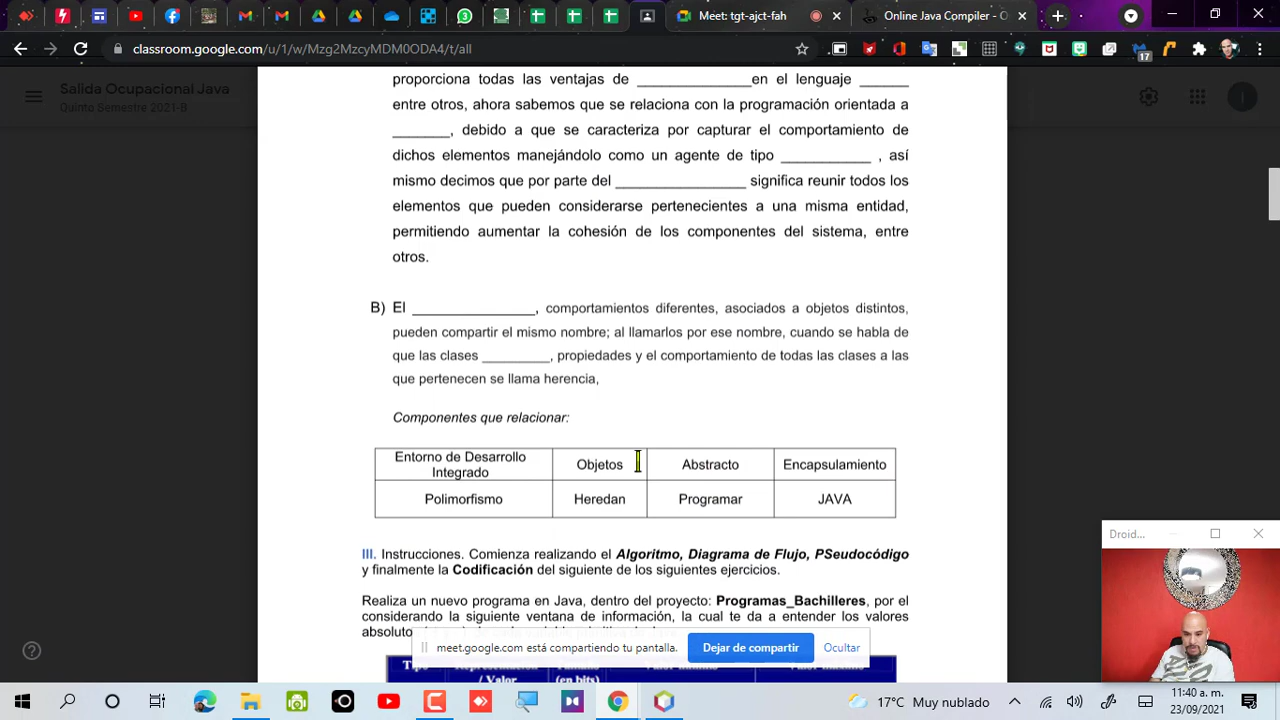 Meet: tgt-ajct-fah
Online Java Compiler - O
classroom.google.com/u/1/w/Mzg2MzcyMDM0ODA4/t/all
17
Salida Ocupacional Java
Quinto Semestre 2021-B
proporciona todas las ventajas de ______________en el lenguaje ______
entre otros, ahora sabemos que se relaciona con la programación orientada a
_______, debido a que se caracteriza por capturar el comportamiento de
dichos elementos manejándolo como un agente de tipo ___________ , así
mismo decimos que por parte del ________________ significa reunir todos los
elementos que pueden considerarse pertenecientes a una misma entidad,
permitiendo aumentar la cohesión de los componentes del sistema, entre
otros.
B) El _______________, comportamientos diferentes, asociados a objetos distintos,
pueden compartir el mismo nombre; al llamarlos por ese nombre, cuando se habla de
que las clases _________, propiedades y el comportamiento de todas las clases a las
que pertenecen se llama herencia,
Componentes que relacionar:
Entorno de Desarrollo Integrado Objetos Abstracto Encapsulamiento
Polimorfismo Heredan Programar JAVA
III. Instrucciones. Comienza realizando el Algoritmo, Diagrama de Flujo, PSeudocódigo
y finalmente la Codificación del siguiente de los siguientes ejercicios.
Realiza un nuevo programa en Java, dentro del proyecto: Programas_Bachilleres, por el
considerando la siguiente ventana de información, la cual te da a entender los valores
absoluto
meet.google.com está compartiendo tu pantalla. Dejar de compartir Ocultar
/ Valor (en bits)
Droid...
17°C Muy nublado
11:40 a. m.
23/09/2021